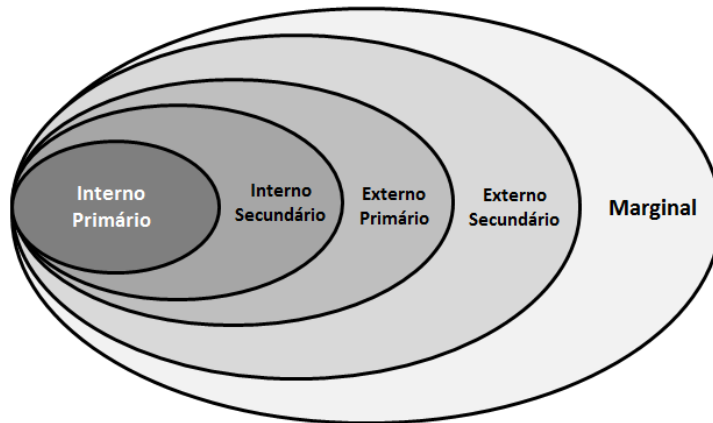 Interno
Primário
Interno
Secundário
Externo
Primário
Externo
Secundário
Marginal